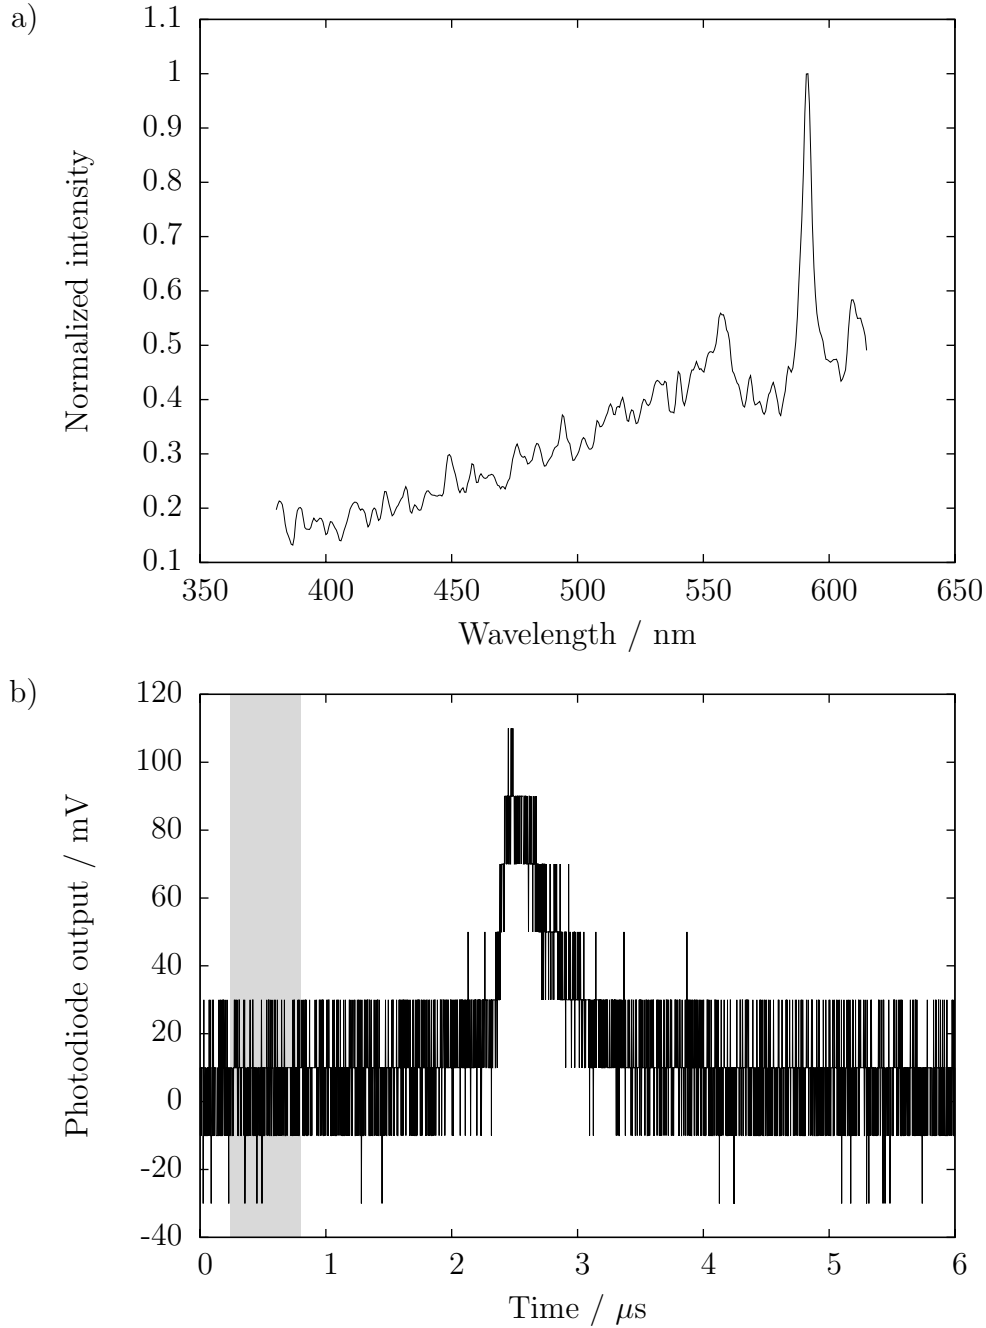 a)
1.1
1
0.9
0.8
0.7
0.6
0.5
0.4
0.3
0.2
0.1
Normalized intensity
350 400 450 500 550 600 650
Wavelength / nm
b)
120
100
80
60
40
20
0
-20
-40
Photodiode output / mV
0 1 2 3 4 5 6
Time / μs